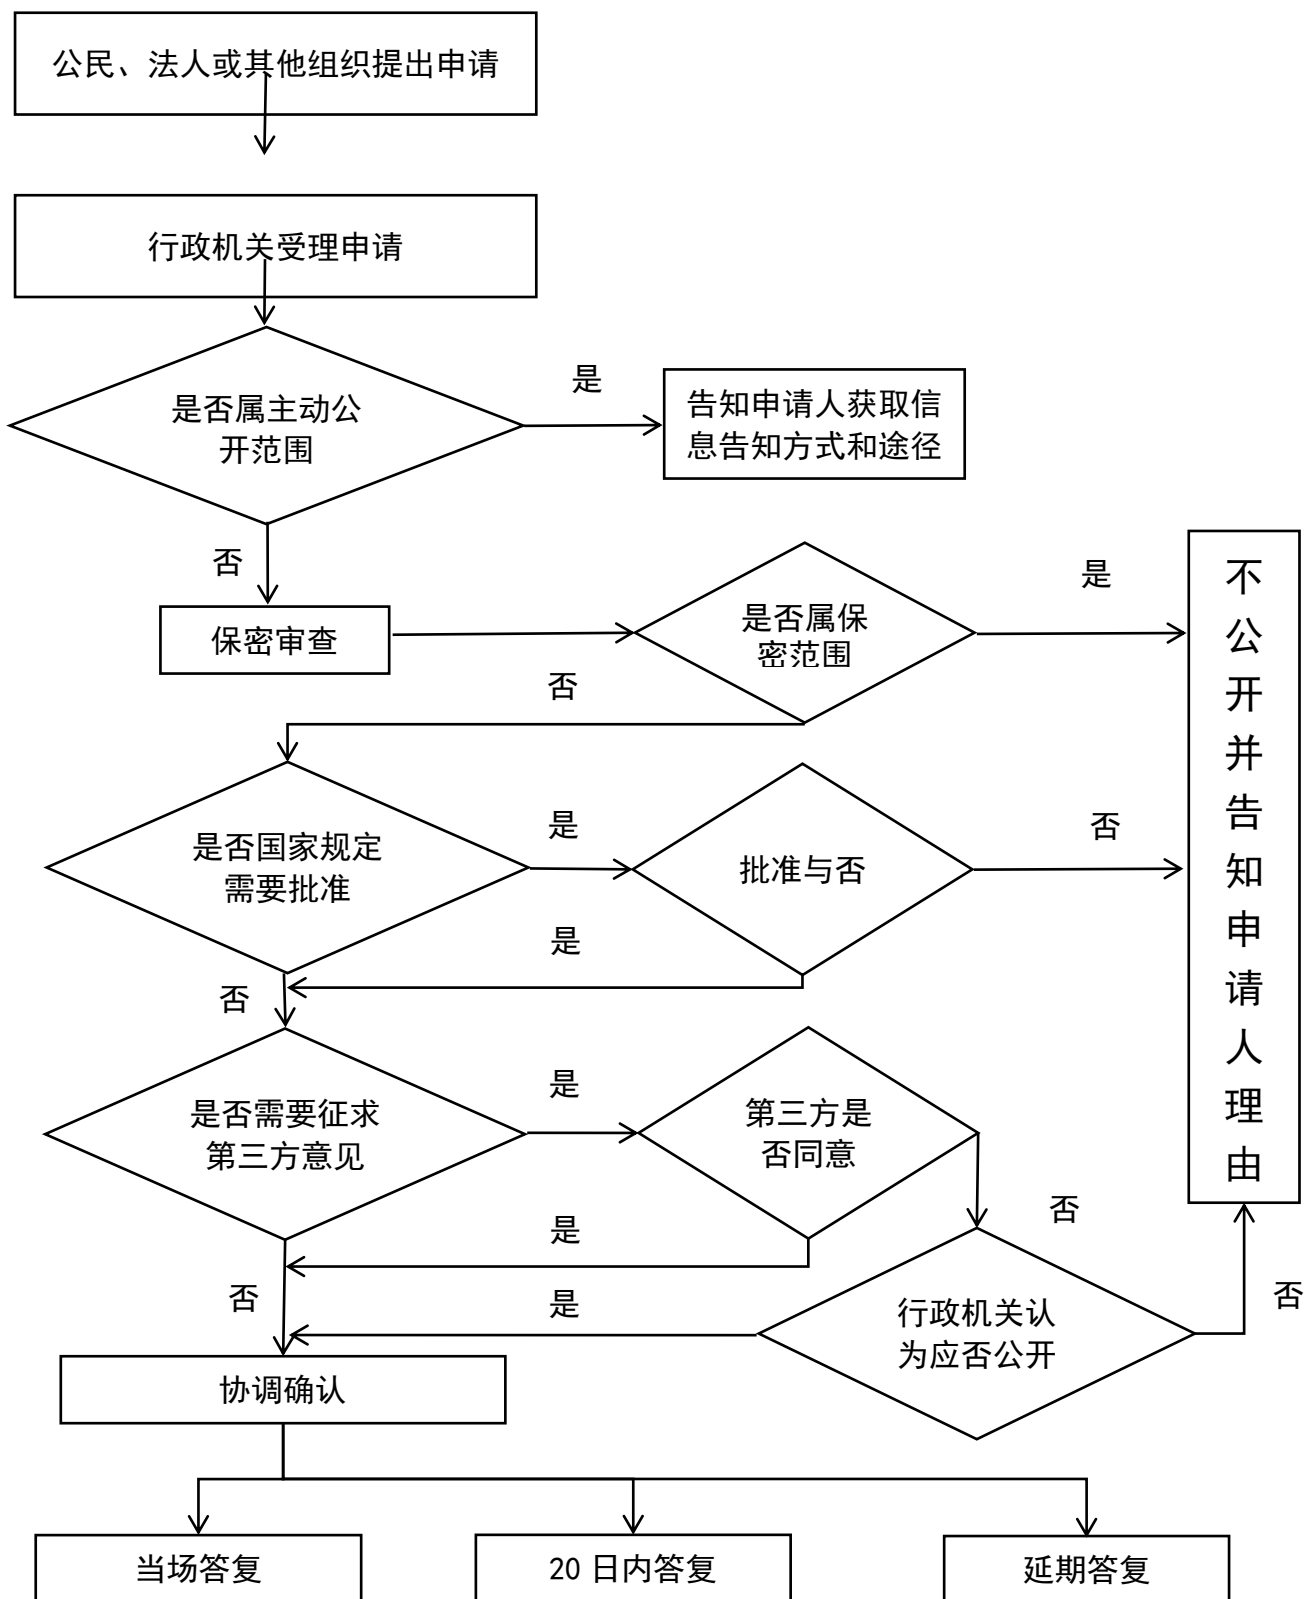 公民、法人或其他组织提出申请
行政机关受理申请
是否属主动公
开范围
是
告知申请人获取信
息告知方式和途径
否
保密审查
是否属保
密范围
是
不公开并告知申请人理由
否
是否国家规定
需要批准
是
批准与否
否
是
否
是否需要征求
第三方意见
是
第三方是
否同意
否
是
否
是
行政机关认
为应否公开
否
协调确认
当场答复
20 日内答复
延期答复